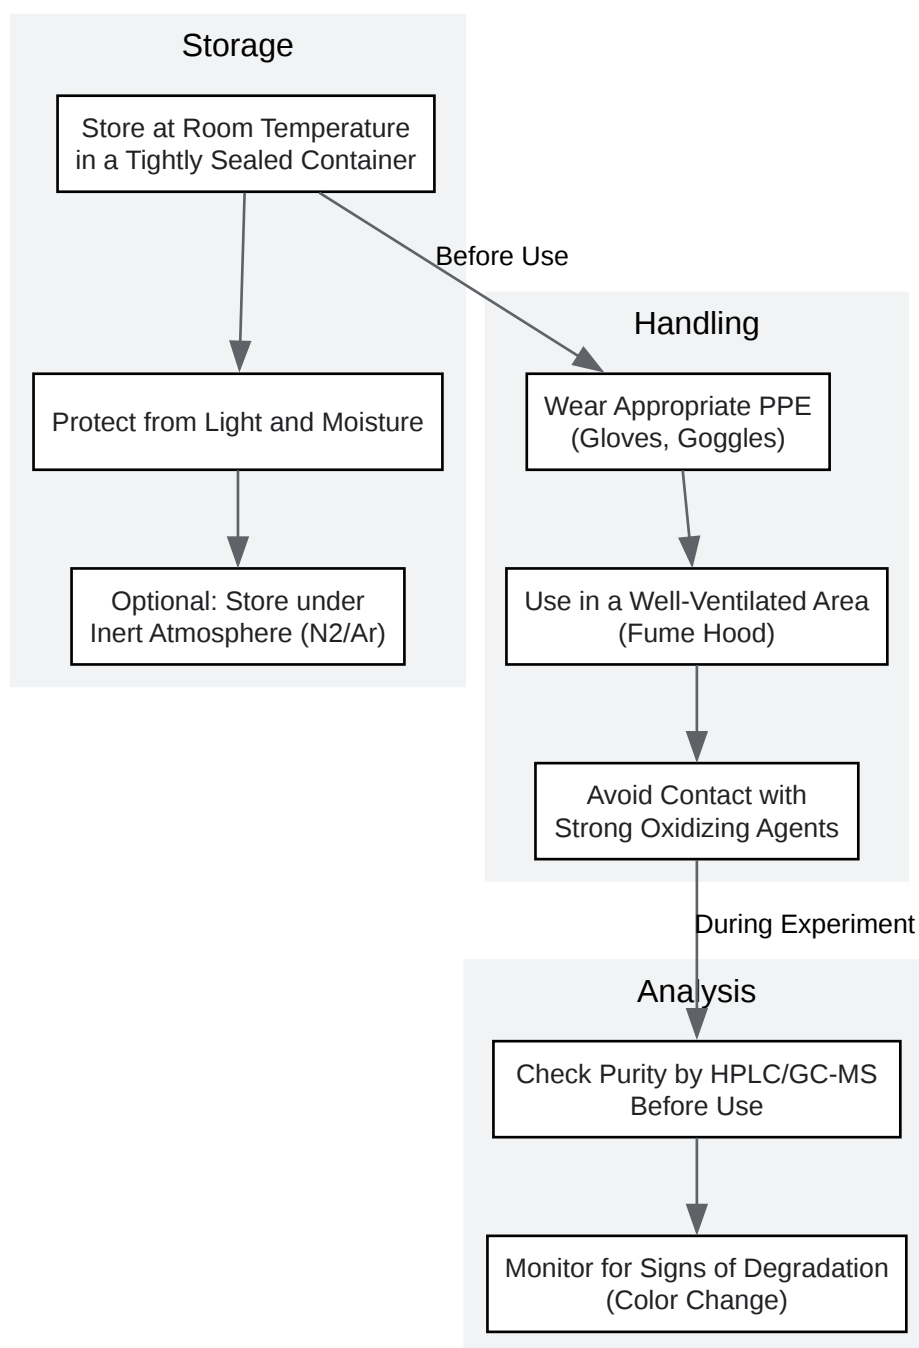 Storage
Store at Room Temperature
in a Tightly Sealed Container
Before Use
Handling
Protect from Light and Moisture
Wear Appropriate PPE
(Gloves, Goggles)
Optional: Store under
Inert Atmosphere (N2/Ar)
Use in a Well-Ventilated Area
(Fume Hood)
Avoid Contact with
Strong Oxidizing Agents
During Experiment
Analysis
Check Purity by HPLC/GC-MS
Before Use
Monitor for Signs of Degradation
(Color Change)